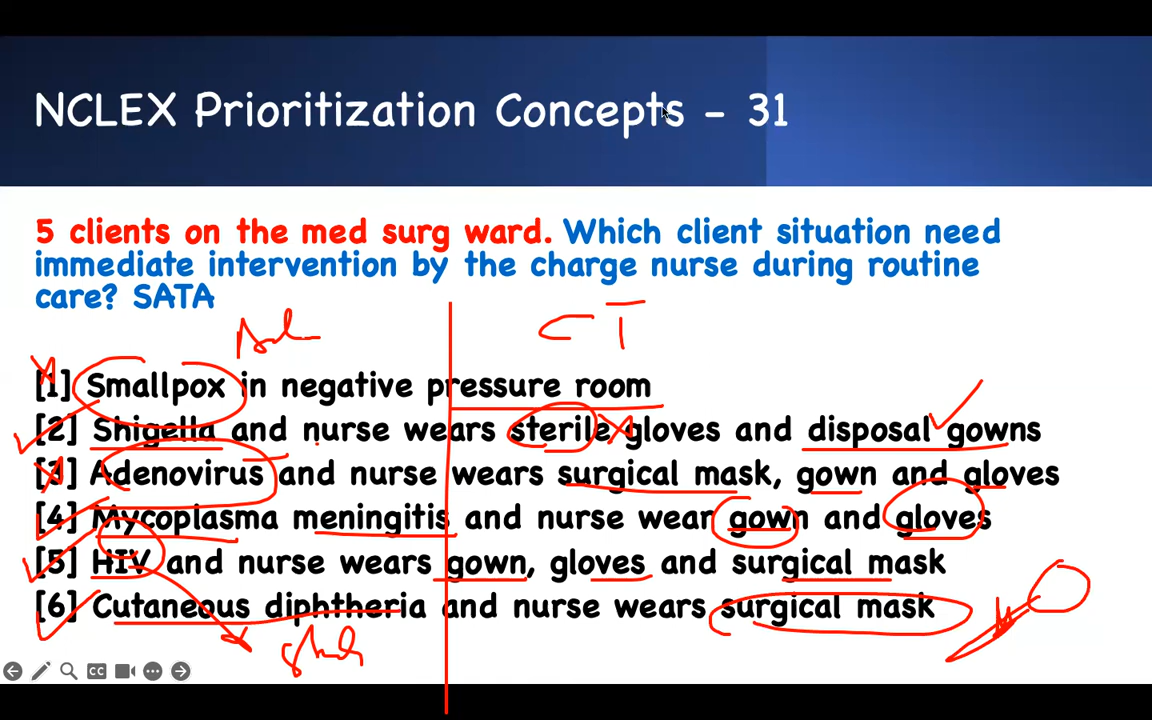 NCLEX Prioritization Concepts - 31
5 clients on the med surg ward. Which client situation need
immediate intervention by the charge nurse during routine
care? SATA
[1] Smallpox in negative pressure room
[2] Shigella and nurse wears sterile gloves and disposal gowns
[3] Adenovirus and nurse wears surgical mask, gown and gloves
[4] Mycoplasma meningitis and nurse wear gown and gloves
[5] HIV and nurse wears gown, gloves and surgical mask
[6] Cutaneous diphtheria and nurse wears surgical mask
CC